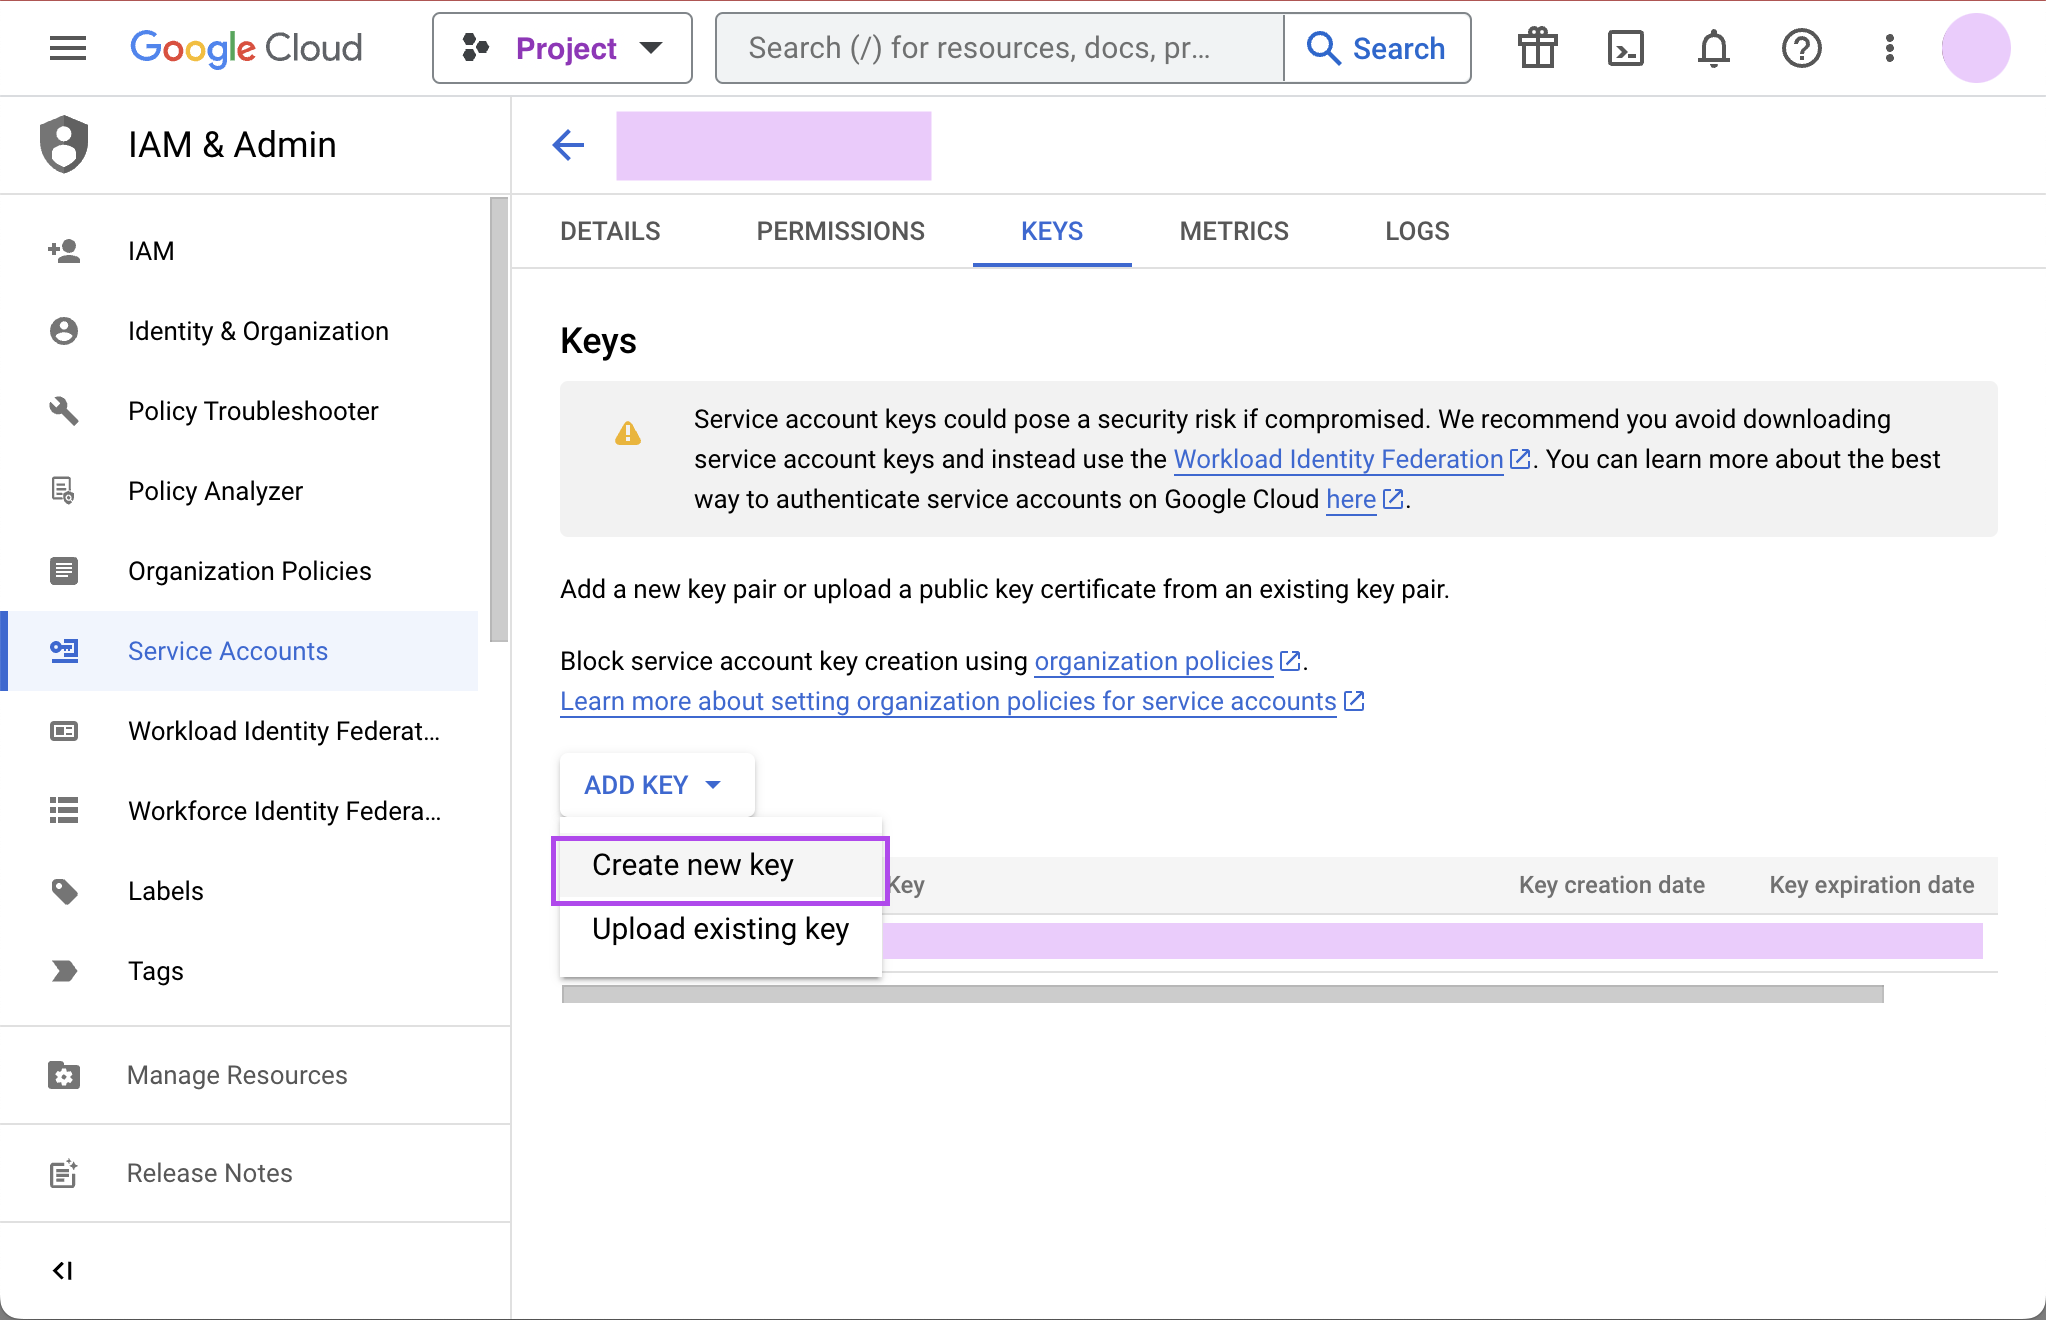 Google Cloud
Project
Search (/) for resources, docs, pr...
Search
IAM & Admin
IAM
Identity & Organization
Policy Troubleshooter
Policy Analyzer
Organization Policies
Service Accounts
Workload Identity Federat...
Workforce Identity Federa...
Labels
Tags
Manage Resources
Release Notes
DETAILS PERMISSIONS KEYS METRICS LOGS
Keys
Service account keys could pose a security risk if compromised. We recommend you avoid downloading
service account keys and instead use the Workload Identity Federation. You can learn more about the best
way to authenticate service accounts on Google Cloud here.
Add a new key pair or upload a public key certificate from an existing key pair.
Block service account key creation using organization policies.
Learn more about setting organization policies for service accounts
ADD KEY
Create new key
Upload existing key
Key Key creation date Key expiration date